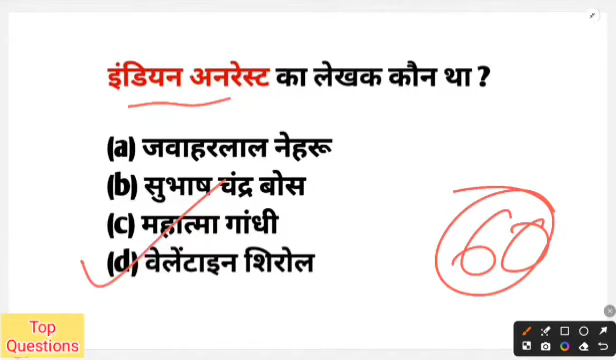 इंडियन अनरेस्ट का लेखक कौन था ?
(a) जवाहरलाल नेहरू
(b) सुभाष चंद्र बोस
(c) महात्मा गांधी
(d) वेलेंटाइन शिरोल
60
Top
Questions